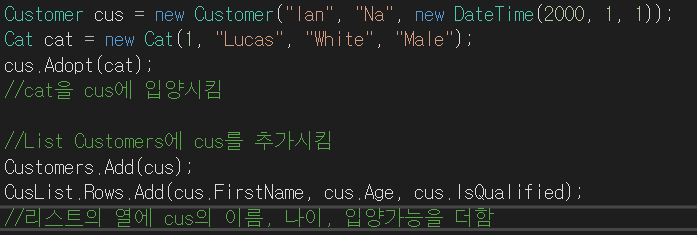 Customer cus = new Customer("Ian", "Na", new DateTime(2000, 1, 1));
Cat cat = new Cat(1, "Lucas", "White", "Male");
cus.Adopt(cat);
//cat을 cus에 입양시킴
//List Customers에 cus를 추가시킴
Customers.Add(cus);
CusList.Rows.Add(cus.FirstName, cus.Age, cus.IsQualified);
//리스트의 열에 cus의 이름, 나이, 입양가능을 더함